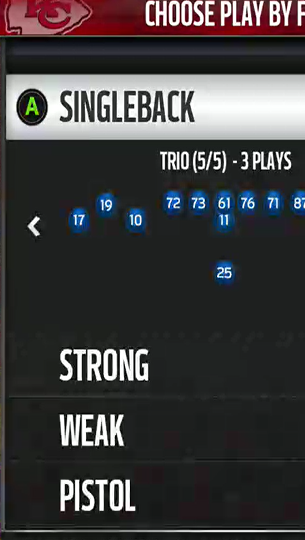 CHOOSE PLAY BY F
A SINGLEBACK
TRIO (5/5) - 3 PLAYS
19 72 73 61 76 71 87
17 10 11
25
STRONG
WEAK
PISTOL